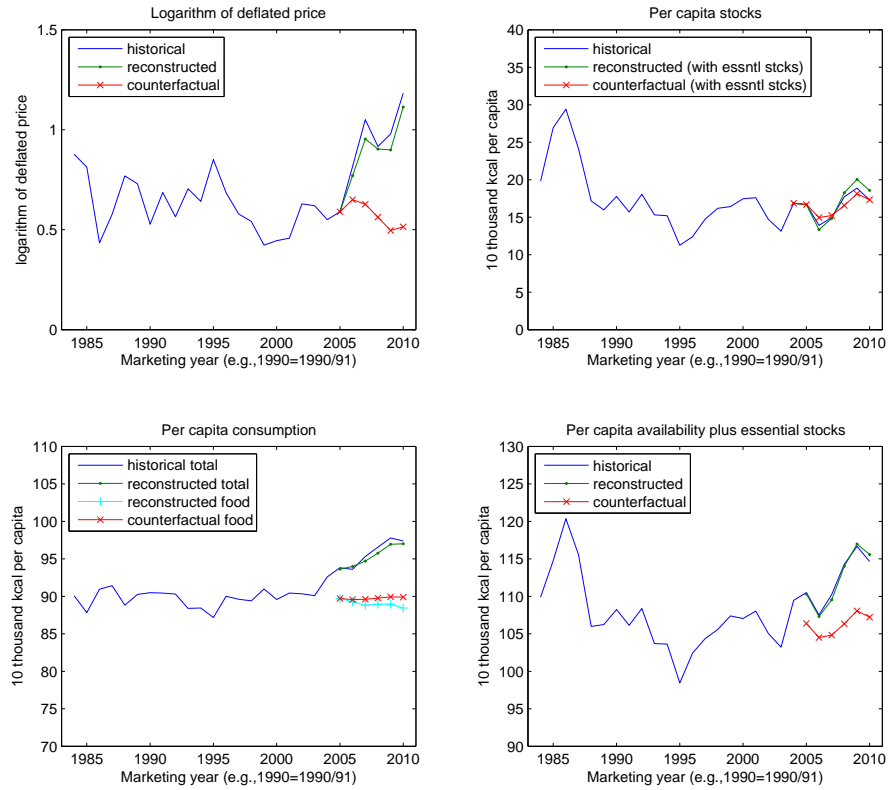 Logarithm of deflated price
logarithm of deflated price
1.5
1
0.5
0
historical
reconstructed
counterfactual
1985 1990 1995 2000 2005 2010
Marketing year (e.g.,1990=1990/91)
Per capita stocks
10 thousand kcal per capita
40
35
30
25
20
15
10
5
0
historical
reconstructed (with essntl stcks)
counterfactual (with essntl stcks)
1985 1990 1995 2000 2005 2010
Marketing year (e.g.,1990=1990/91)
Per capita consumption
10 thousand kcal per capita
110
105
100
95
90
85
80
75
70
historical total
reconstructed total
reconstructed food
counterfactual food
1985 1990 1995 2000 2005 2010
Marketing year (e.g.,1990=1990/91)
Per capita availability plus essential stocks
10 thousand kcal per capita
130
125
120
115
110
105
100
95
90
historical
reconstructed
counterfactual
1985 1990 1995 2000 2005 2010
Marketing year (e.g.,1990=1990/91)